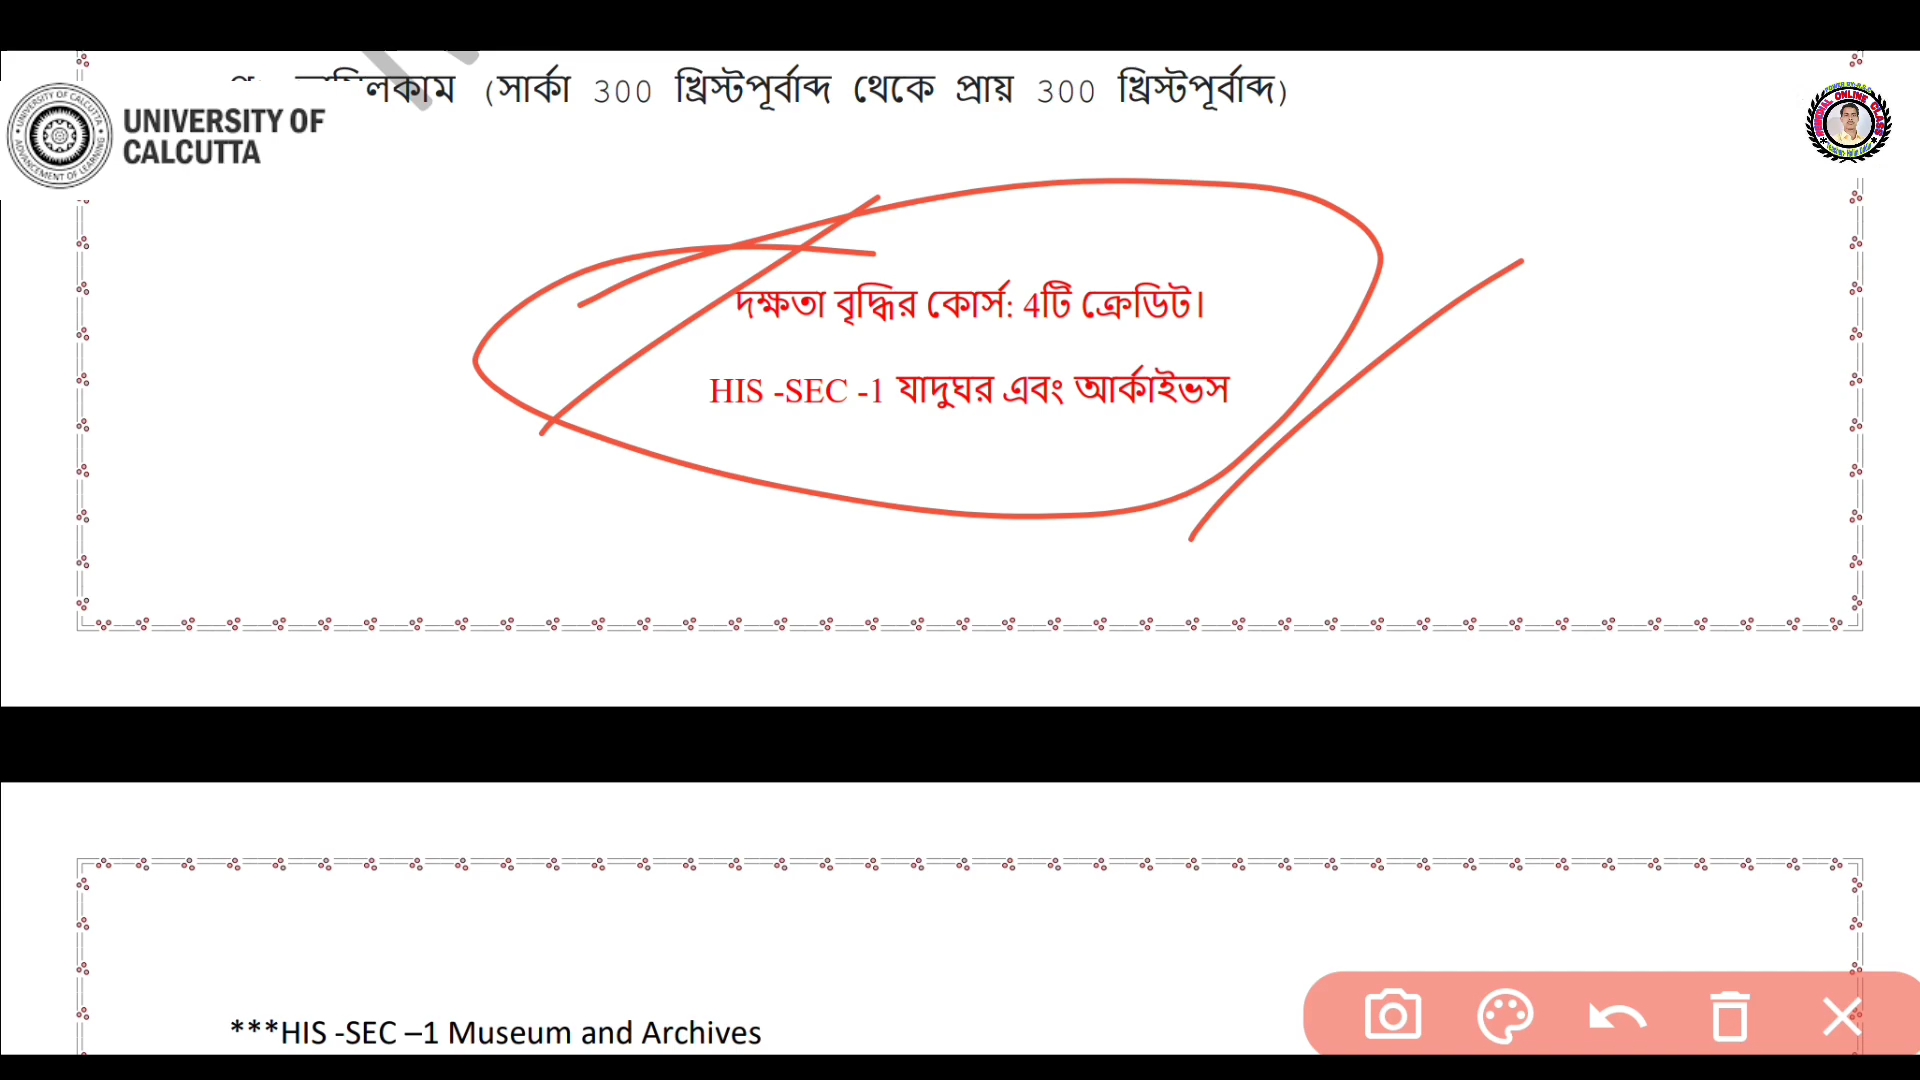 লকাম (সার্কা 300 খ্রিস্টপূর্বাব্দ থেকে প্রায় 300 খ্রিস্টপূর্বাব্দ)
UNIVERSITY OF
CALCUTTA
দক্ষতা বৃদ্ধির কোর্স: 4টি ক্রেডিট।
HIS -SEC -1 যাদুঘর এবং আর্কাইভস
***HIS -SEC –1 Museum and Archives